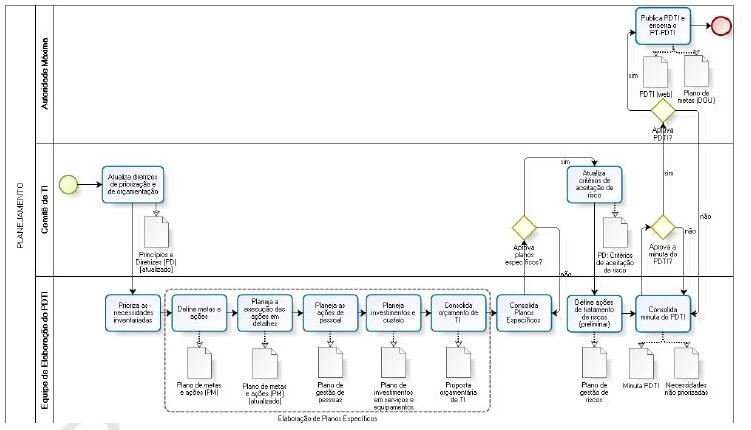 PLANEJAMENTO
Autoridade Máxima
Publica PDTI e
encerra o
PT-PDTI
PDTI (web)
Plano de
metas (DOU)
sim
Aprova
PDTI?
não
Comitê de TI
Atualiza diretrizes
de priorização e
de orçamentação
Princípios e
Diretrizes (PD)
(atualizado)
sim
Aprova
planos
específicos?
não
Atualiza
critérios de
aceitação de
risco
PD: Critérios
de aceitação
de risco
sim
Aprova a
minuta do
PDTI?
não
Equipe de Elaboração do PDTI
Prioriza as
necessidades
inventariadas
Define metas e
ações
Plano de metas
e ações (PM)
Planeja a
execução das
ações em
detalhes
Plano de metas
e ações (PM)
(atualizado)
Planeja as
ações de
pessoal
Plano de
gestão de
pessoas
Planeja
investimentos e
custeio
Plano de
investimentos
em serviços e
equipamentos
Consolida
orçamento de
TI
Proposta
orçamentária
de TI
Elaboração de Planos Específicos
Consolida
Planos
Específicos
Define ações
de tratamento
de riscos
(preliminar)
Plano de
gestão de
riscos
Consolida
minuta do PDTI
Minuta PDTI
Necessidades
não priorizadas